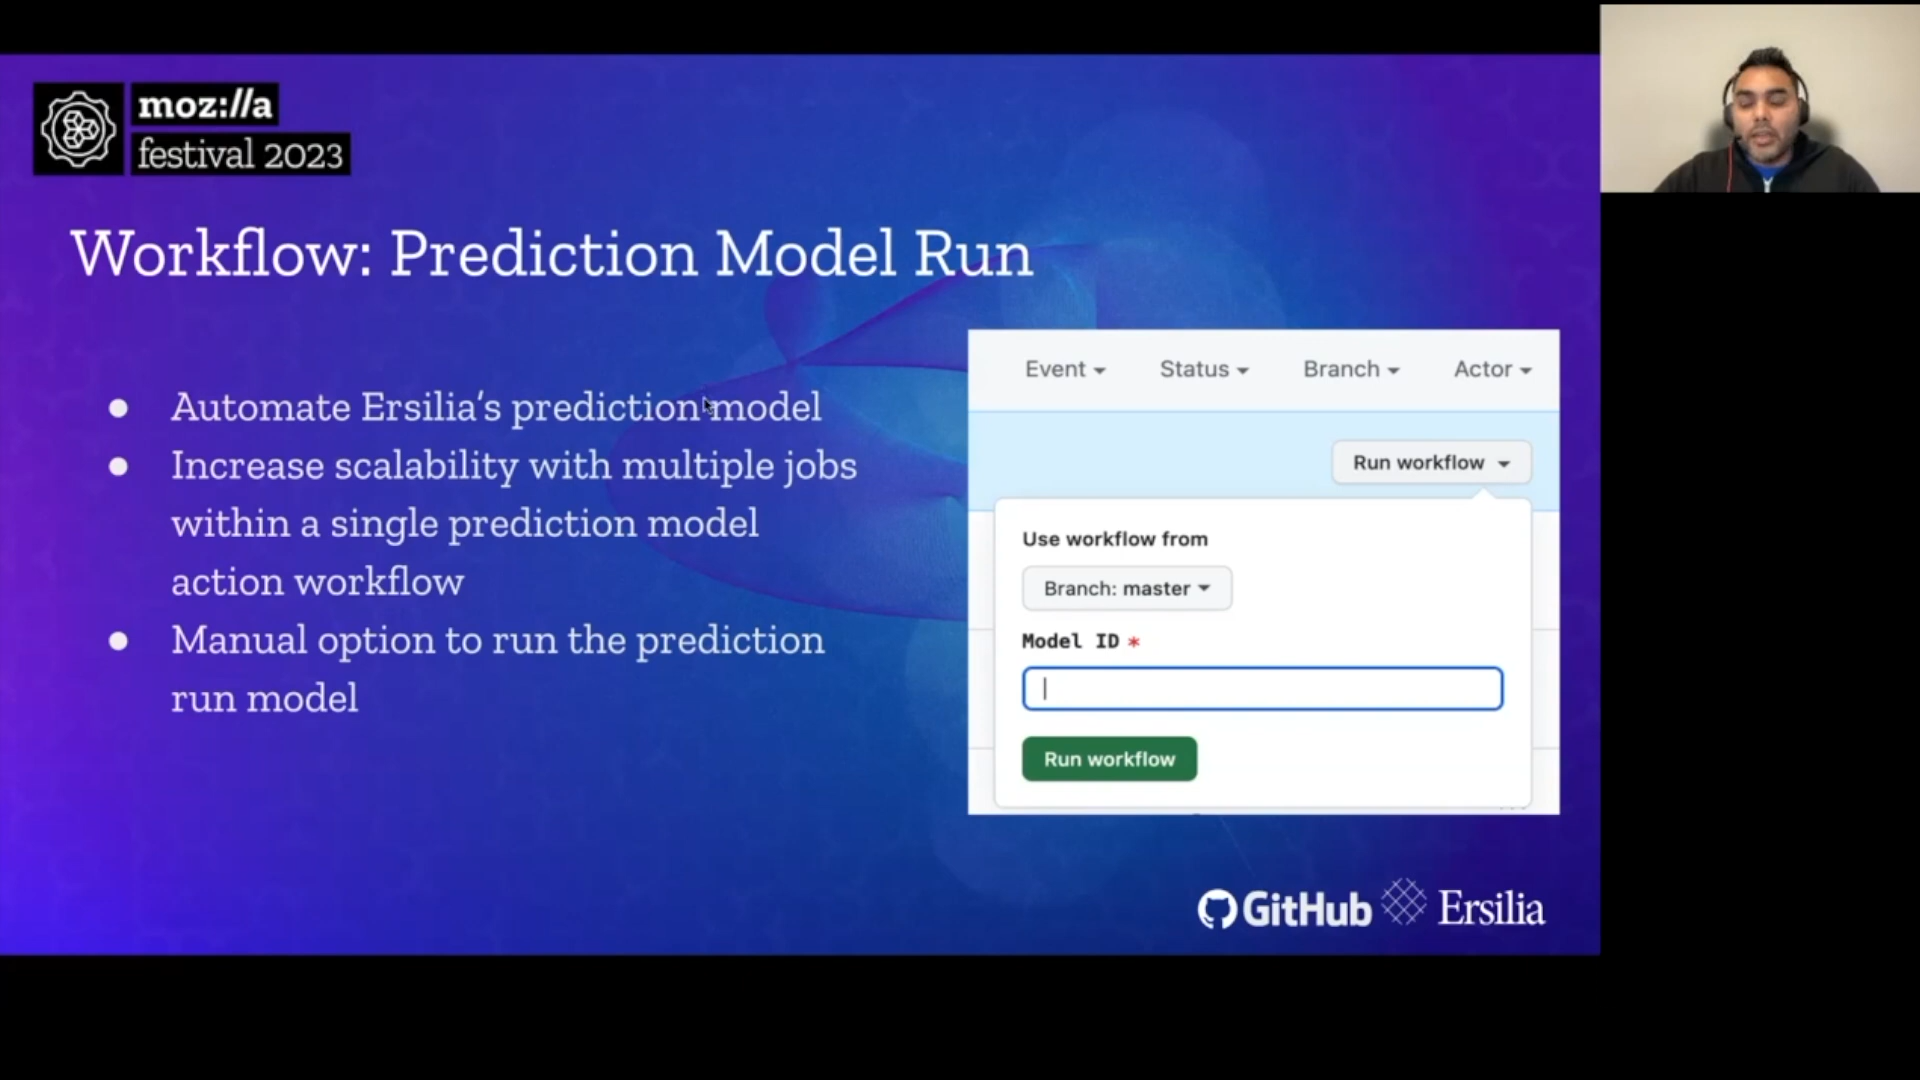 moz://a
festival 2023
Workflow: Prediction Model Run
● Automate Ersilia's prediction model
● Increase scalability with multiple jobs
within a single prediction model
action workflow
● Manual option to run the prediction
run model
Event Status Branch Actor
Run workflow
Use workflow from
Branch: master
Model ID *
Run workflow
GitHub Ersilia